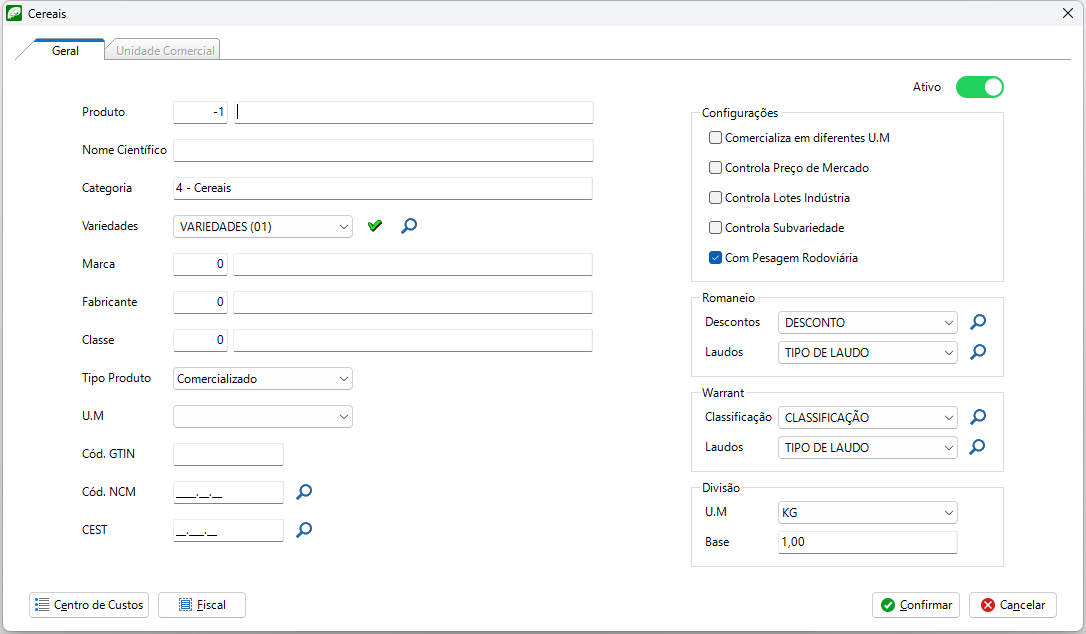 Cereais
Geral
Unidade Comercial
Ativo
Produto -1
Nome Científico
Categoria 4 - Cereais
Variedades VARIEDADES (01)
Marca 0
Fabricante 0
Classe 0
Tipo Produto Comercializado
U.M
Cód. GTIN
Cód. NCM ____.__.__
CEST __.___.__
Configurações
Comercializa em diferentes U.M
Controla Preço de Mercado
Controla Lotes Indústria
Controla Subvariedade
Com Pesagem Rodoviária
Romaneio
Descontos DESCONTO
Laudos TIPO DE LAUDO
Warrant
Classificação CLASSIFICAÇÃO
Laudos TIPO DE LAUDO
Divisão
U.M KG
Base 1,00
Centro de Custos
Fiscal
Confirmar
Cancelar